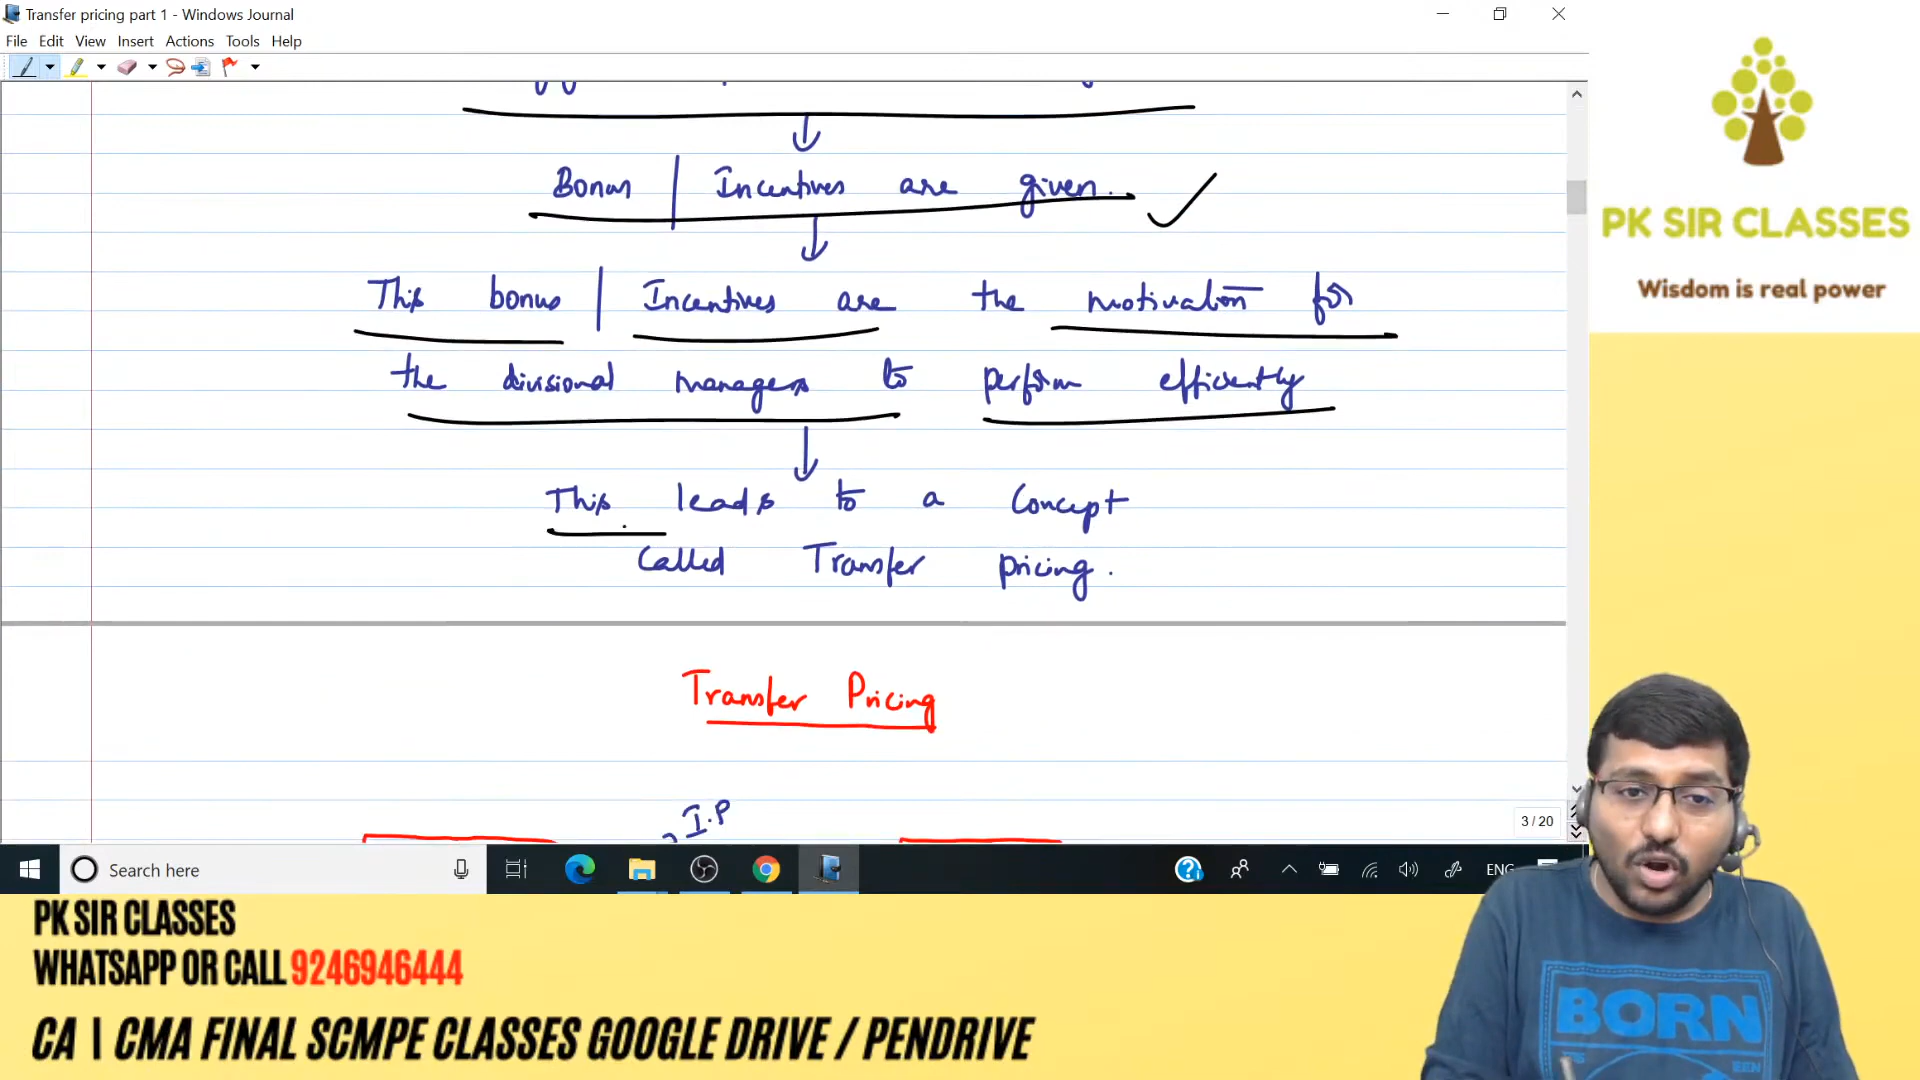 Transfer pricing part 1 - Windows Journal
File Edit View Insert Actions Tools Help
Bonus | Incentives are given.
This bonus | Incentives are the motivation for
the divisional managers to perform efficiently
This leads to a concept
called Transfer pricing.
Transfer Pricing
I.P
3 / 20
Search here
ENG
PK SIR CLASSES
Wisdom is real power
PK SIR CLASSES
WHATSAPP OR CALL 9246946444
CA \ CMA FINAL SCMPE CLASSES GOOGLE DRIVE / PENDRIVE
BORN